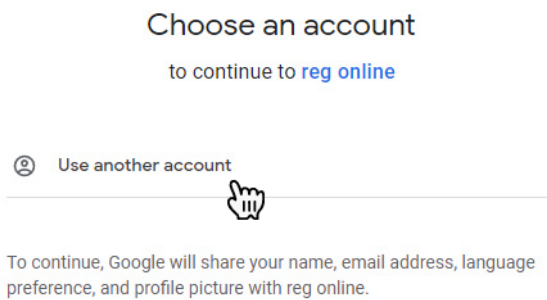 Choose an account
to continue to reg online
Use another account
To continue, Google will share your name, email address, language
preference, and profile picture with reg online.